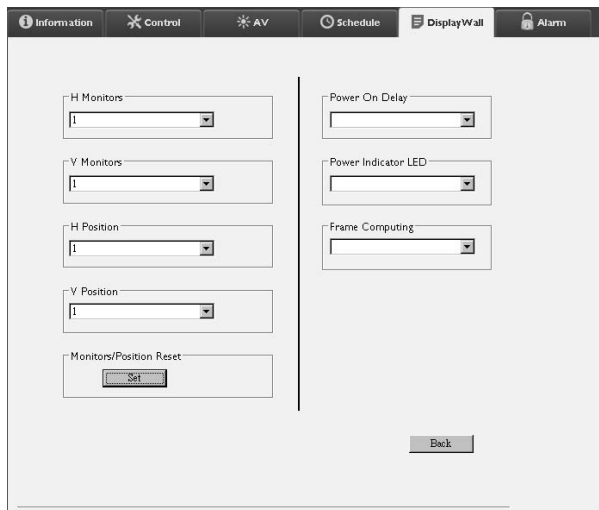 Information Control AV Schedule DisplayWall Alarm
H Monitors
1
V Monitors
1
H Position
1
V Position
1
Monitors/Position Reset
Set
Power On Delay
Power Indicator LED
Frame Computing
Back